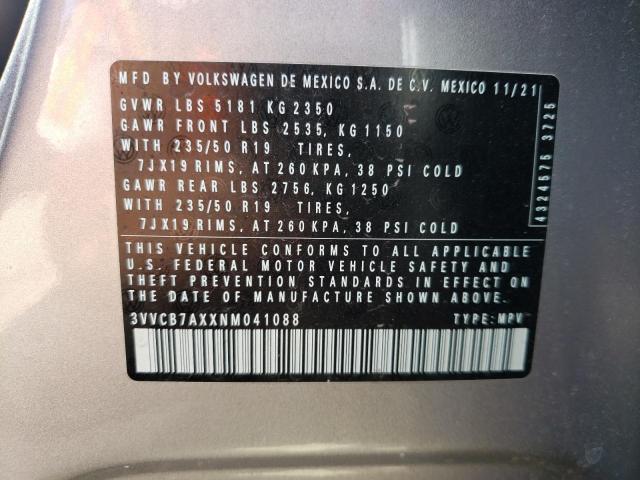 MFD BY VOLKSWAGEN DE MEXICO S.A. DE C.V. MEXICO 11/21
GVWR LBS 5181 KG 2350
GAWR FRONT LBS 2535, KG 1150
WITH 235/50 R19 TIRES,
7JX19 RIMS, AT 260 KPA, 38 PSI COLD
GAWR REAR LBS 2756, KG 1250
WITH 235/50 R19 TIRES,
7JX19 RIMS, AT 260 KPA, 38 PSI COLD
THIS VEHICLE CONFORMS TO ALL APPLICABLE
U.S. FEDERAL MOTOR VEHICLE SAFETY AND
THEFT PREVENTION STANDARDS IN EFFECT ON
THE DATE OF MANUFACTURE SHOWN ABOVE.
3VVCB7AXXNM041088 TYPE: MPV
4324575 3725